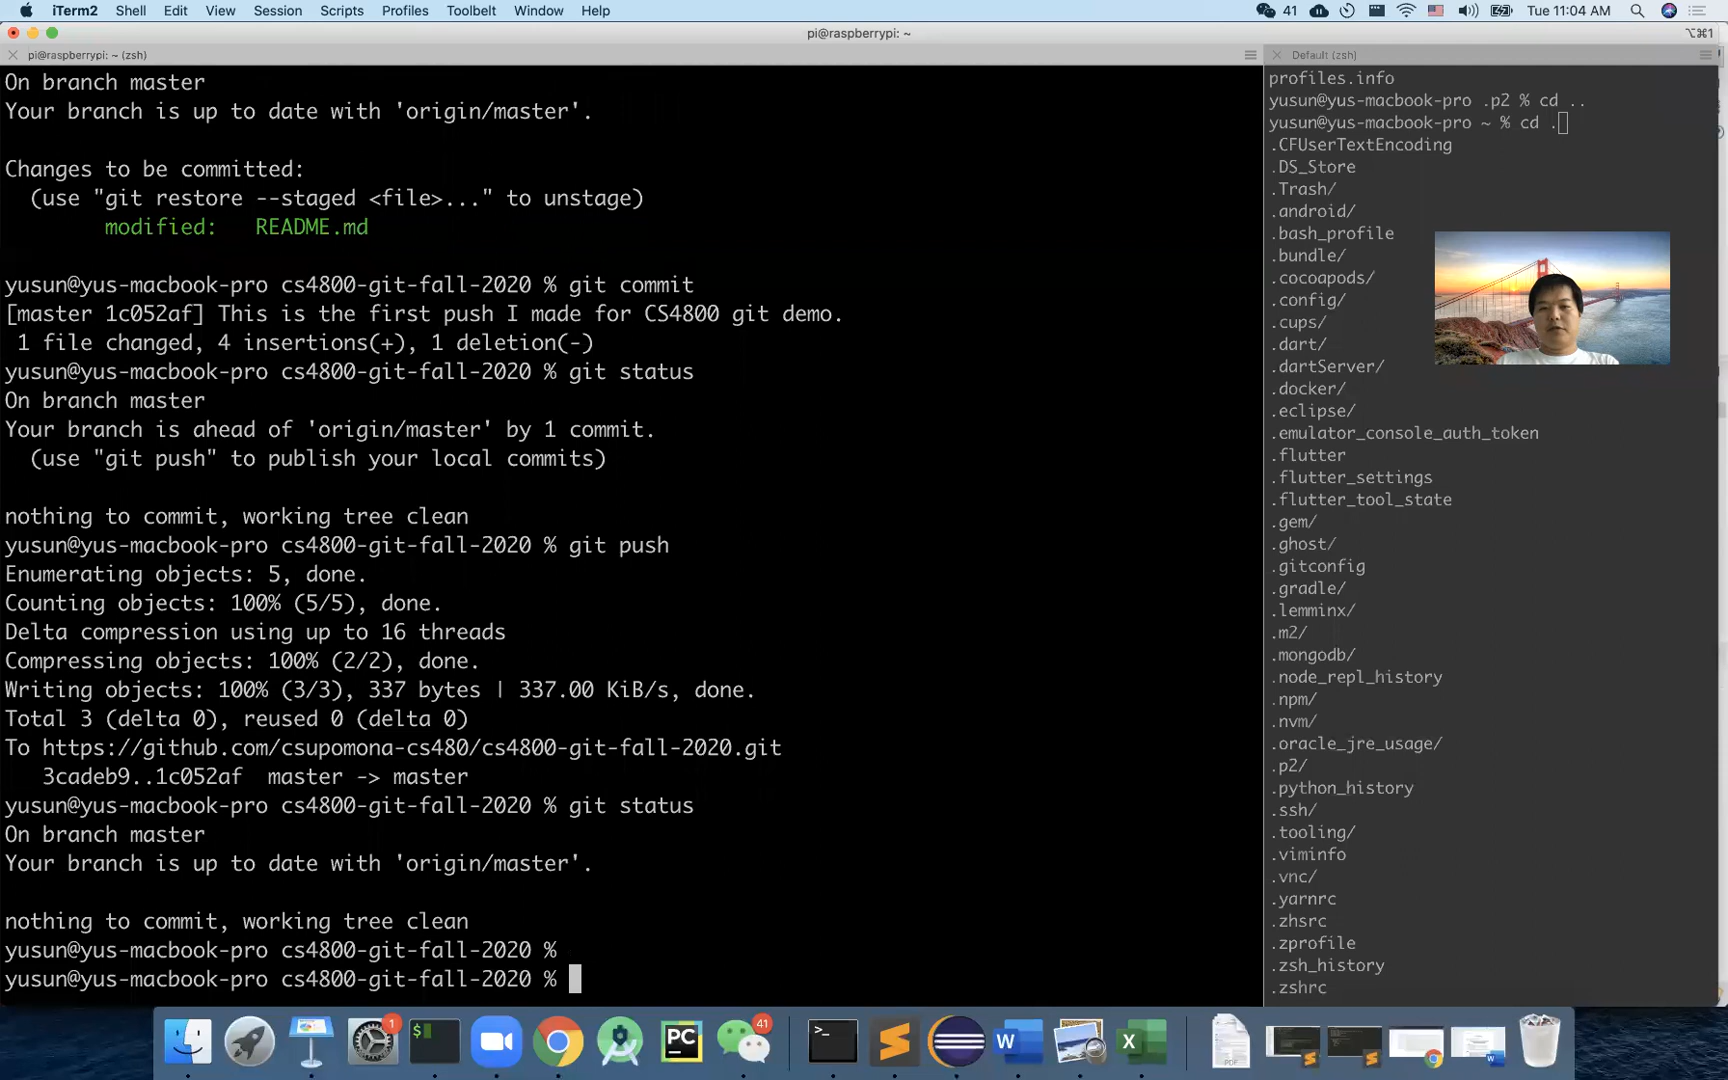 iTerm2 Shell Edit View Session Scripts Profiles Toolbelt Window Help 41 Tue 11:04 AM
pi@raspberrypi: ~ ⌥⌘1
pi@raspberrypi: ~ (zsh)
On branch master
Your branch is up to date with 'origin/master'.
Changes to be committed:
(use "git restore --staged <file>..." to unstage)
modified: README.md
yusun@yus-macbook-pro cs4800-git-fall-2020 % git commit
[master 1c052af] This is the first push I made for CS4800 git demo.
1 file changed, 4 insertions(+), 1 deletion(-)
yusun@yus-macbook-pro cs4800-git-fall-2020 % git status
On branch master
Your branch is ahead of 'origin/master' by 1 commit.
(use "git push" to publish your local commits)
nothing to commit, working tree clean
yusun@yus-macbook-pro cs4800-git-fall-2020 % git push
Enumerating objects: 5, done.
Counting objects: 100% (5/5), done.
Delta compression using up to 16 threads
Compressing objects: 100% (2/2), done.
Writing objects: 100% (3/3), 337 bytes | 337.00 KiB/s, done.
Total 3 (delta 0), reused 0 (delta 0)
To https://github.com/csupomona-cs480/cs4800-git-fall-2020.git
3cadeb9..1c052af master -> master
yusun@yus-macbook-pro cs4800-git-fall-2020 % git status
On branch master
Your branch is up to date with 'origin/master'.
nothing to commit, working tree clean
yusun@yus-macbook-pro cs4800-git-fall-2020 %
yusun@yus-macbook-pro cs4800-git-fall-2020 %
Default (zsh)
profiles.info
yusun@yus-macbook-pro .p2 % cd ..
yusun@yus-macbook-pro ~ % cd .
.CFUserTextEncoding
.DS_Store
.Trash/
.android/
.bash_profile
.bundle/
.cocoapods/
.config/
.cups/
.dart/
.dartServer/
.docker/
.eclipse/
.emulator_console_auth_token
.flutter
.flutter_settings
.flutter_tool_state
.gem/
.ghost/
.gitconfig
.gradle/
.lemminx/
.m2/
.mongodb/
.node_repl_history
.npm/
.nvm/
.oracle_jre_usage/
.p2/
.python_history
.ssh/
.tooling/
.viminfo
.vnc/
.yarnrc
.zhsrc
.zprofile
.zsh_history
.zshrc
1
$
PC
41
>_
W
X
PDF